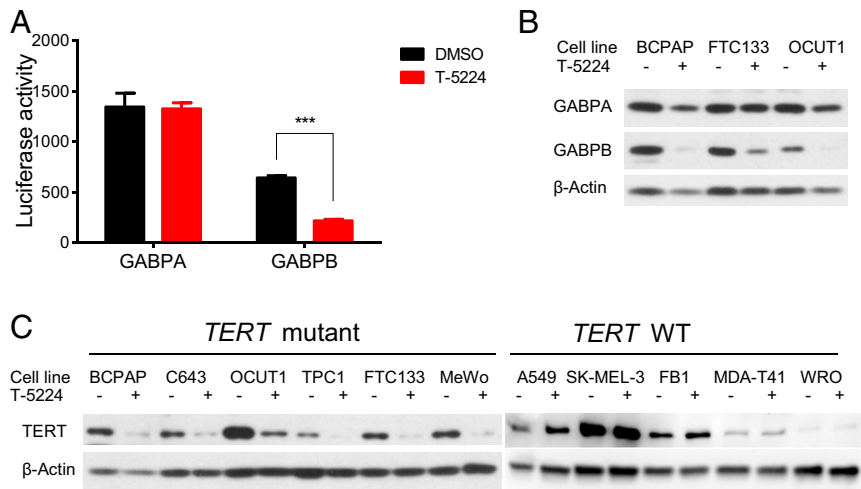 A
Luciferase activity
2000
1500
1000
500
0
***
DMSO
T-5224
GABPA GABPB
B
Cell line BCPAP FTC133 OCUT1
T-5224 - + - + - +
GABPA
GABPB
β-Actin
C
TERT mutant TERT WT
Cell line BCPAP C643 OCUT1 TPC1 FTC133 MeWo A549 SK-MEL-3 FB1 MDA-T41 WRO
T-5224 - + - + - + - + - + - + - + - + - + - + - +
TERT
β-Actin